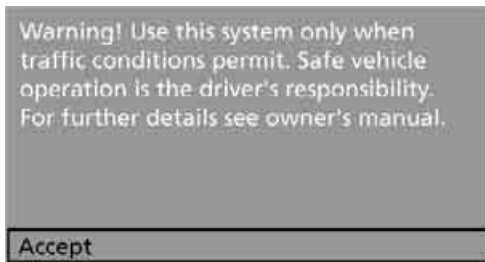 Warning! Use this system only when
traffic conditions permit. Safe vehicle
operation is the driver's responsibility.
For further details see owner's manual.
Accept